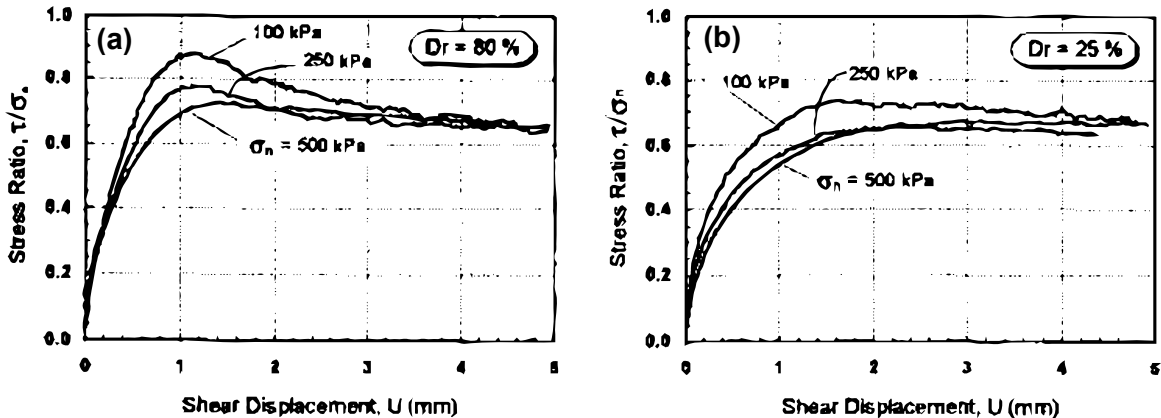 (a)
Dr = 80 %
100 kPa
250 kPa
σn = 500 kPa
Stress Ratio, τ/σn
1.0
0.8
0.6
0.4
0.2
0.0
0 1 2 3 4 5
Shear Displacement, U (mm)
(b)
Dr = 25 %
100 kPa
250 kPa
σn = 500 kPa
Stress Ratio, τ/σn
1.0
0.8
0.6
0.4
0.2
0.0
0 1 2 3 4 5
Shear Displacement, U (mm)